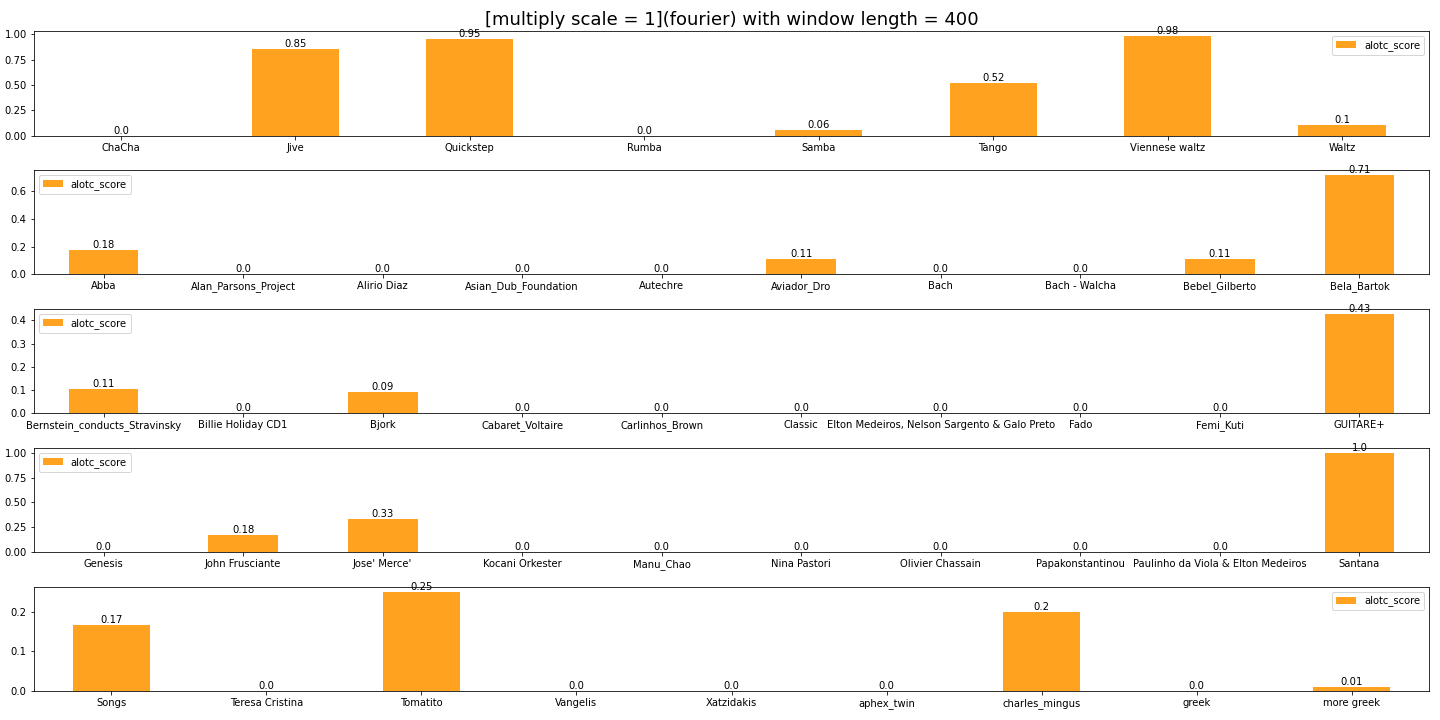 [multiply scale = 1](fourier) with window length = 400
1.00
0.75
0.50
0.25
0.00
0.0 0.85 0.95 0.0 0.06 0.52 0.98 0.1
alotc_score
ChaCha Jive Quickstep Rumba Samba Tango Viennese waltz Waltz
0.6
0.4
0.2
0.0
alotc_score
0.18 0.0 0.0 0.0 0.0 0.11 0.0 0.0 0.11 0.71
Abba Alan_Parsons_Project Alirio Diaz Asian_Dub_Foundation Autechre Aviador_Dro Bach Bach - Walcha Bebel_Gilberto Bela_Bartok
0.4
0.3
0.2
0.1
0.0
alotc_score
0.11 0.0 0.09 0.0 0.0 0.0 0.0 0.0 0.0 0.43
Bernstein_conducts_Stravinsky Billie Holiday CD1 Bjork Cabaret_Voltaire Carlinhos_Brown Classic Elton Medeiros, Nelson Sargento & Galo Preto Fado Femi_Kuti GUITARE+
1.00
0.75
0.50
0.25
0.00
alotc_score
0.0 0.18 0.33 0.0 0.0 0.0 0.0 0.0 0.0 1.0
Genesis John Frusciante Jose' Merce' Kocani Orkester Manu_Chao Nina Pastori Olivier Chassain Papakonstantinou Paulinho da Viola & Elton Medeiros Santana
0.2
0.1
0.0
0.17 0.0 0.25 0.0 0.0 0.0 0.2 0.0 0.01
alotc_score
Songs Teresa Cristina Tomatito Vangelis Xatzidakis aphex_twin charles_mingus greek more greek